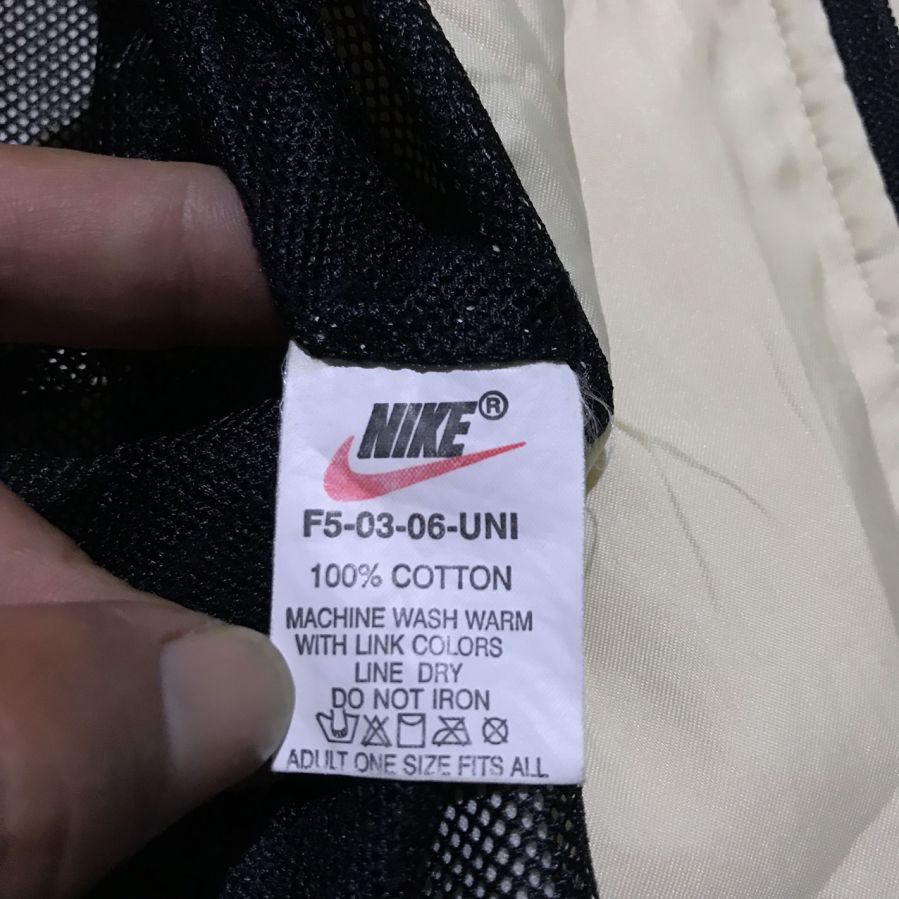 NIKE®
F5-03-06-UNI
100% COTTON
MACHINE WASH WARM
WITH LINK COLORS
LINE DRY
DO NOT IRON
ADULT ONE SIZE FITS ALL